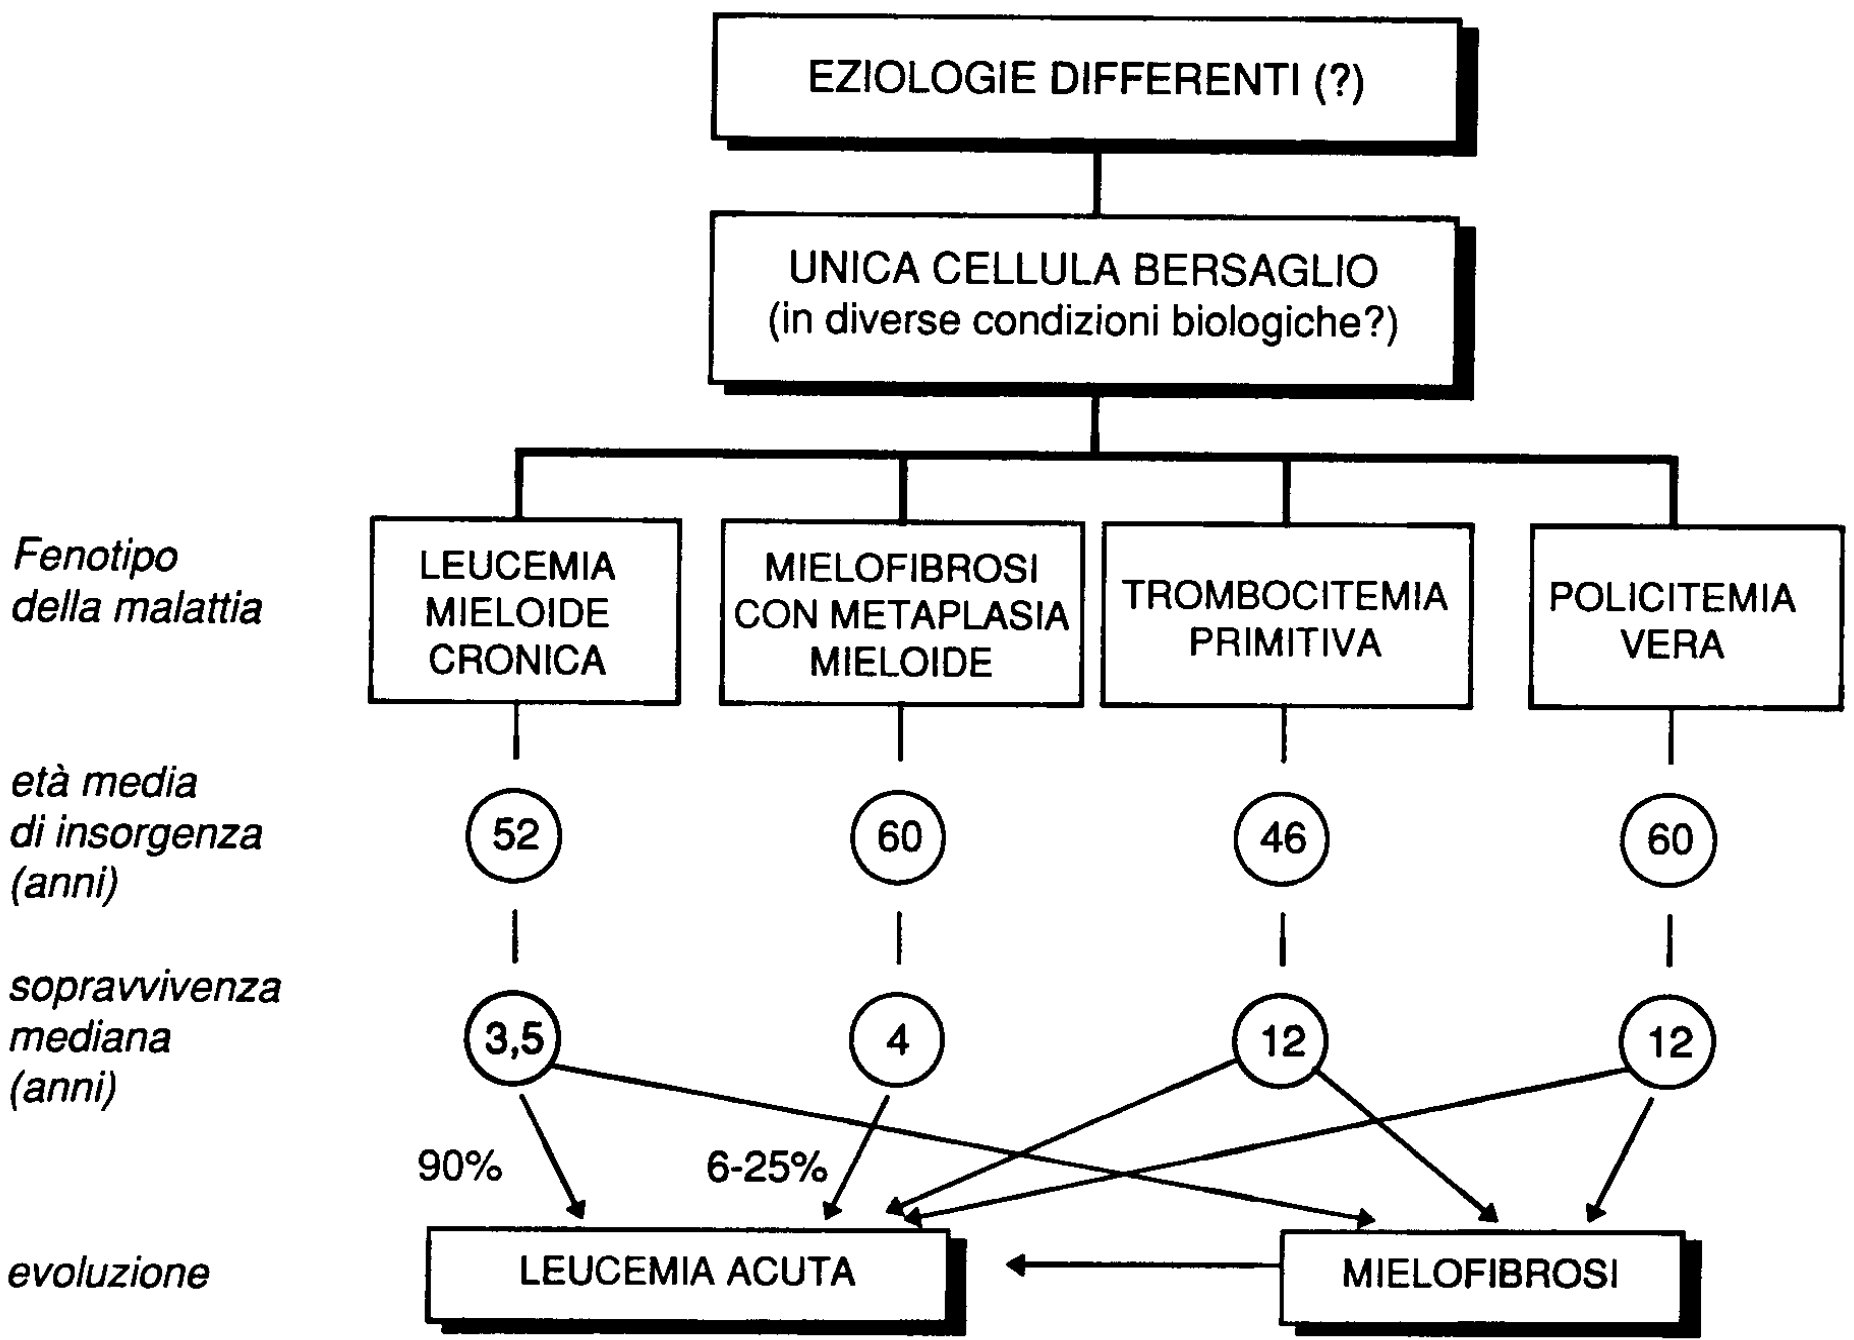 EZIOLOGIE DIFFERENTI (?)
UNICA CELLULA BERSAGLIO
(in diverse condizioni biologiche?)
Fenotipo
della malattia
LEUCEMIA
MIELOIDE
CRONICA
MIELOFIBROSI
CON METAPLASIA
MIELOIDE
TROMBOCITEMIA
PRIMITIVA
POLICITEMIA
VERA
età media
di insorgenza
(anni)
52
60
46
60
sopravvivenza
mediana
(anni)
3,5
4
12
12
90%
6-25%
evoluzione
LEUCEMIA ACUTA
MIELOFIBROSI